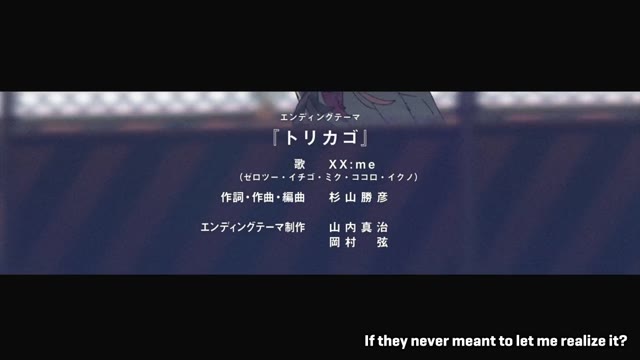 エンディングテーマ
『トリカゴ』
歌 XX:me
（ゼロツー・イチゴ・ミク・ココロ・イクノ）
作詞・作曲・編曲 杉山勝彦
エンディングテーマ制作 山内真治
岡村 弦
If they never meant to let me realize it?